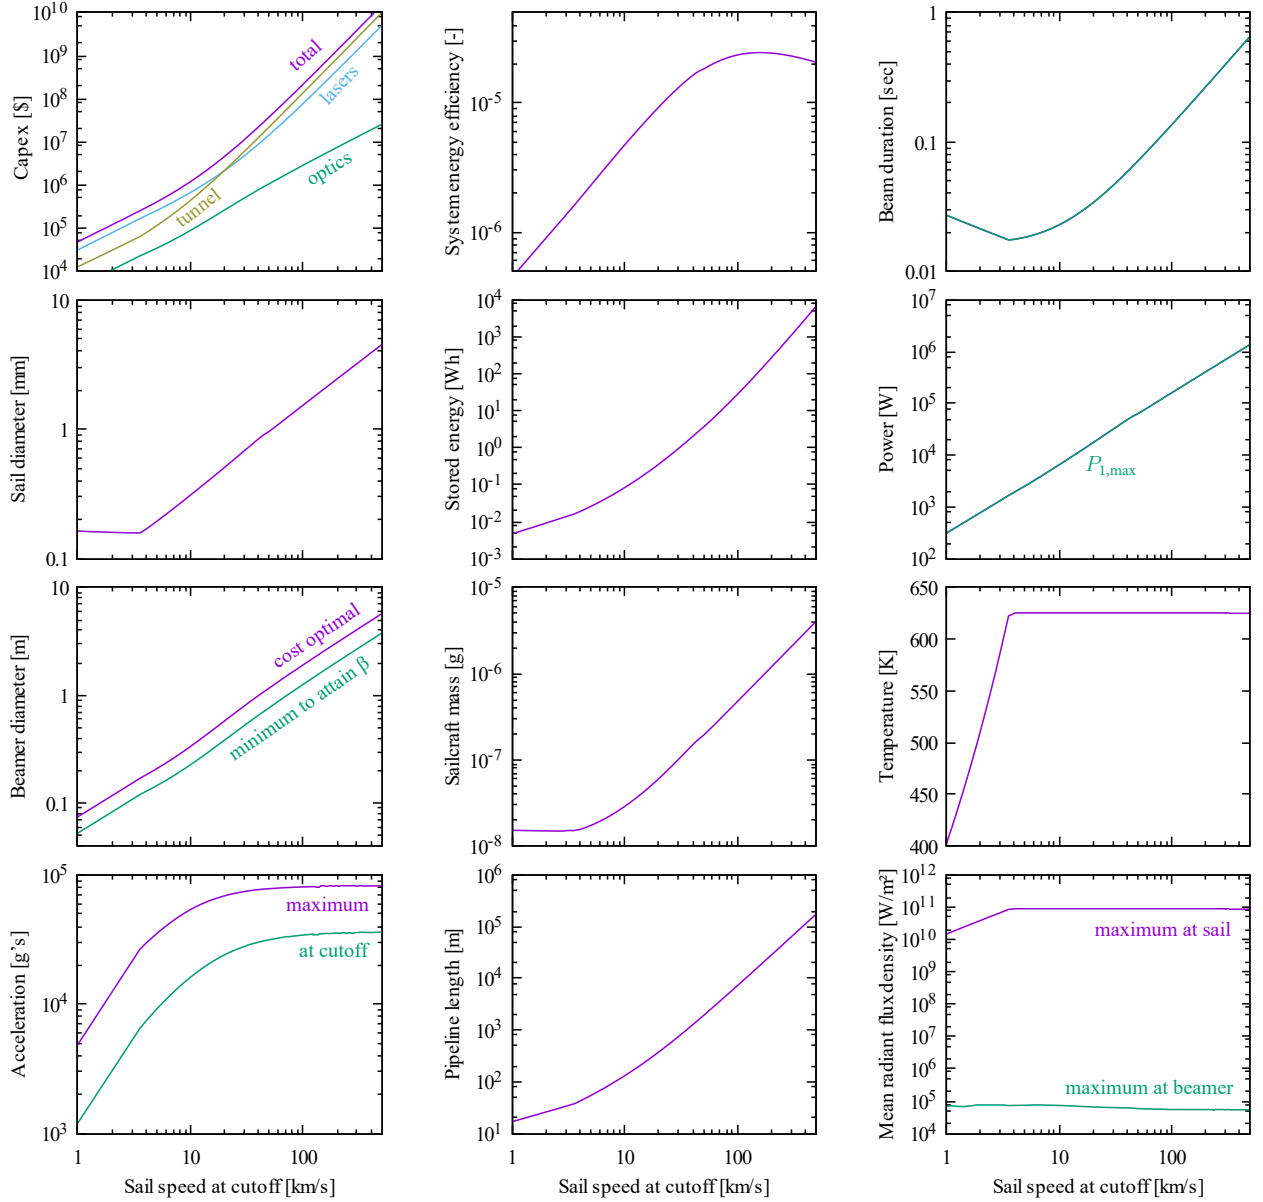 Capex [$]
10^10
10^9
10^8
10^7
10^6
10^5
10^4
total
lasers
optics
tunnel
System energy efficiency [-]
10^-5
10^-6
Beam duration [sec]
1
0.1
0.01
Sail diameter [mm]
10
1
0.1
Stored energy [Wh]
10^4
10^3
10^2
10^1
10^0
10^-1
10^-2
10^-3
Power [W]
10^7
10^6
10^5
10^4
10^3
10^2
P1,max
Beamer diameter [m]
10
1
0.1
cost optimal
minimum to attain β
Sailcraft mass [g]
10^-5
10^-6
10^-7
10^-8
Temperature [K]
650
600
550
500
450
400
Acceleration [g's]
10^5
10^4
10^3
maximum
at cutoff
1 10 100
Sail speed at cutoff [km/s]
Pipeline length [m]
10^6
10^5
10^4
10^3
10^2
10^1
1 10 100
Sail speed at cutoff [km/s]
Mean radiant flux density [W/m²]
10^12
10^11
10^10
10^9
10^8
10^7
10^6
10^5
10^4
maximum at sail
maximum at beamer
1 10 100
Sail speed at cutoff [km/s]